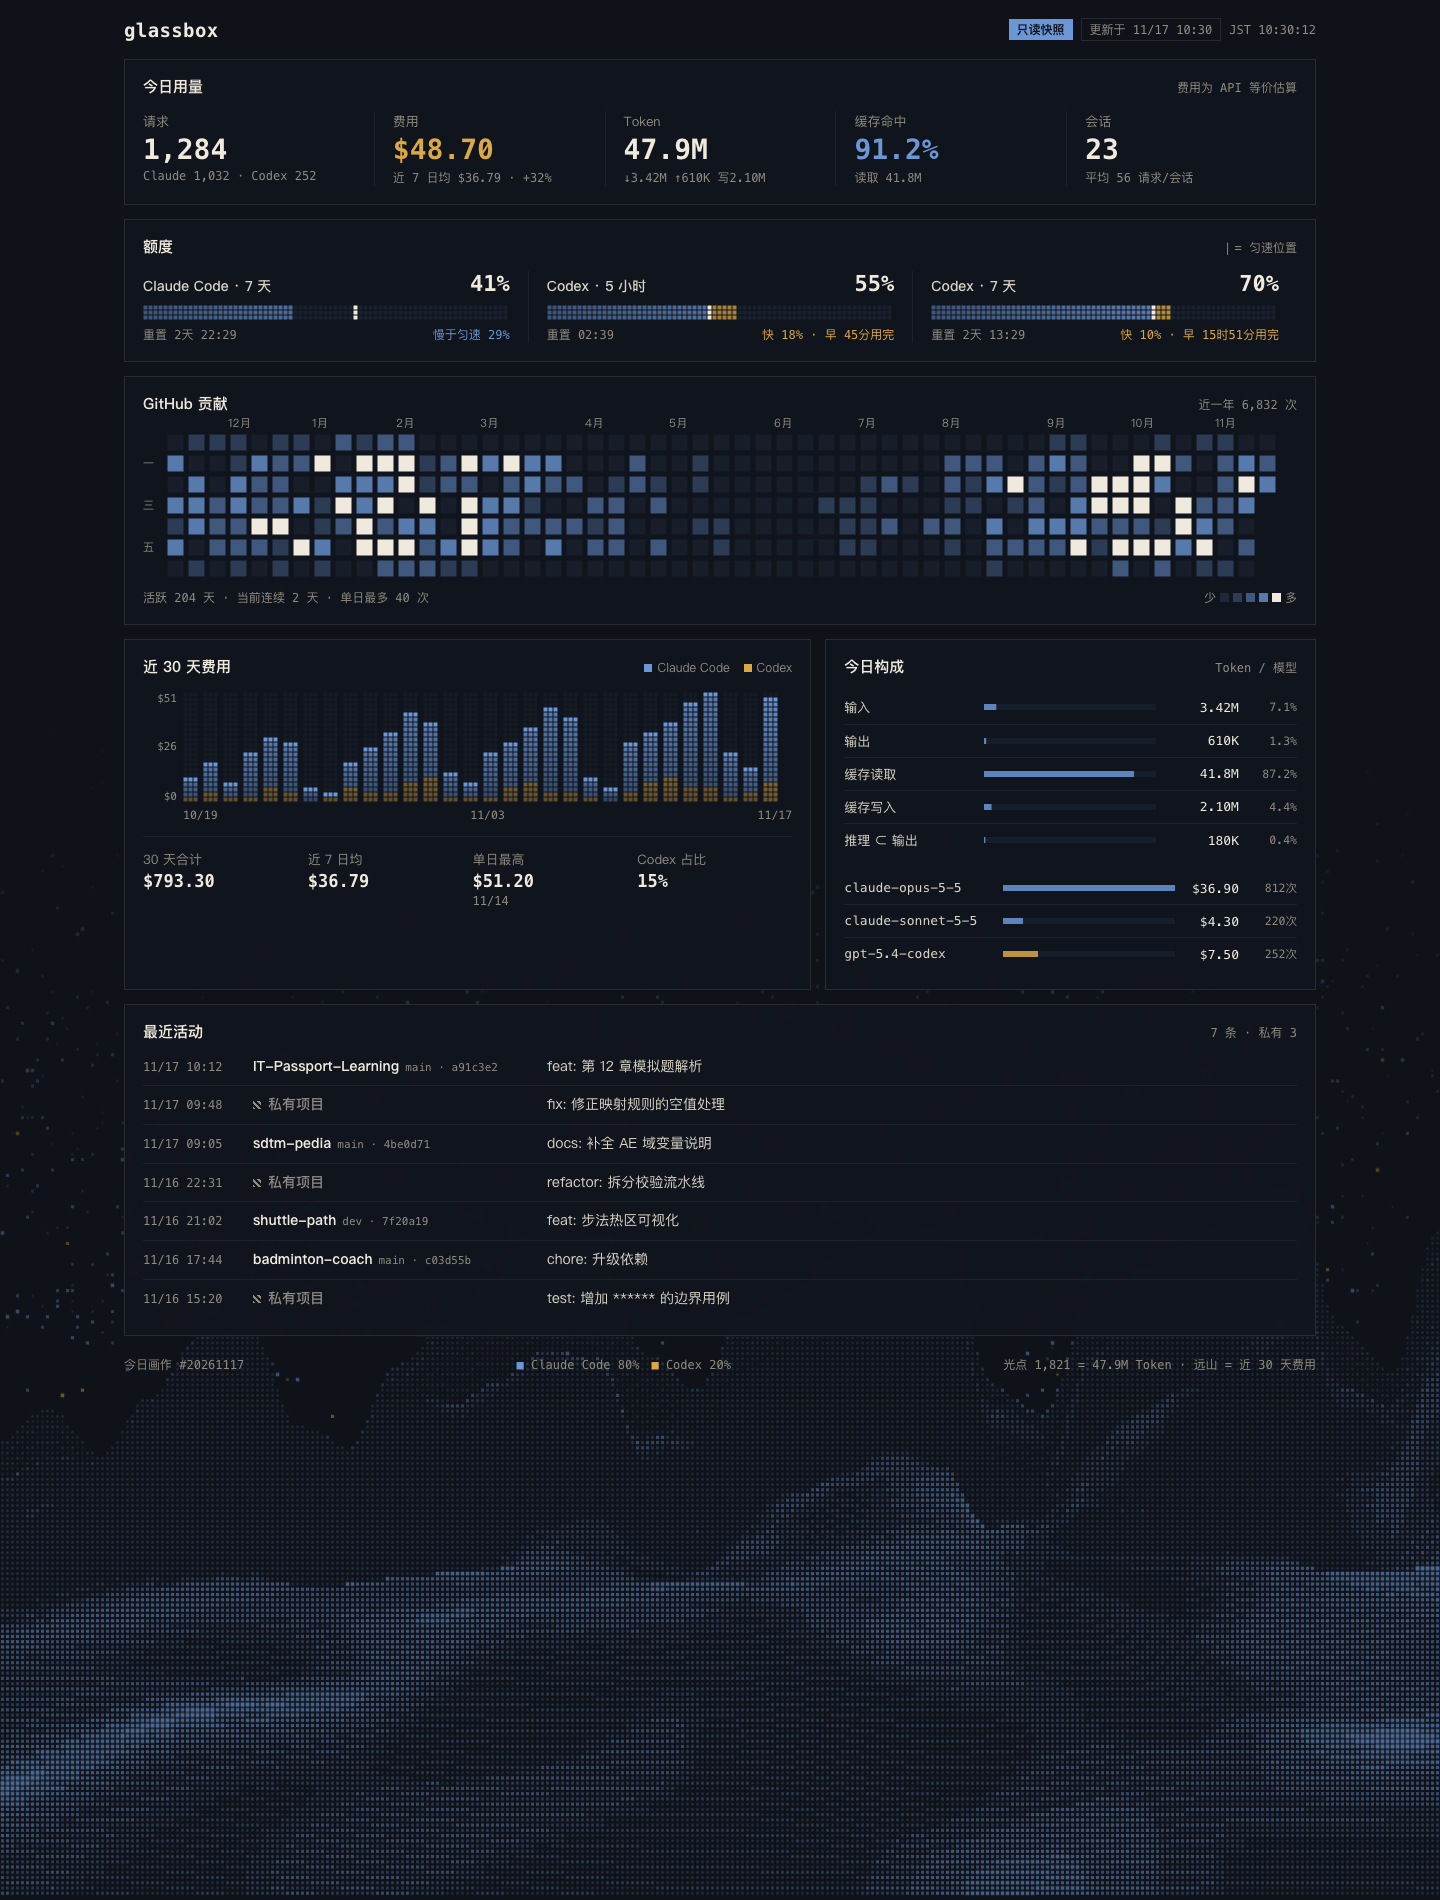 glassbox
只读快照 更新于 11/17 10:30 JST 10:30:12
今日用量 费用为 API 等价估算
请求 费用 Token 缓存命中 会话
1,284 $48.70 47.9M 91.2% 23
Claude 1,032 · Codex 252 近 7 日均 $36.79 · +32% ↓3.42M ↑610K 写2.10M 读取 41.8M 平均 56 请求/会话
额度 | = 匀速位置
Claude Code · 7 天 41% Codex · 5 小时 55% Codex · 7 天 70%
重置 2天 22:29 慢于匀速 29% 重置 02:39 快 18% · 早 45分用完 重置 2天 13:29 快 10% · 早 15时51分用完
GitHub 贡献 近一年 6,832 次
12月 1月 2月 3月 4月 5月 6月 7月 8月 9月 10月 11月
一
三
五
活跃 204 天 · 当前连续 2 天 · 单日最多 40 次 少 多
近 30 天费用 Claude Code Codex
$51
$26
$0
10/19 11/03 11/17
30 天合计 近 7 日均 单日最高 Codex 占比
$793.30 $36.79 $51.20 15%
11/14
今日构成 Token / 模型
输入 3.42M 7.1%
输出 610K 1.3%
缓存读取 41.8M 87.2%
缓存写入 2.10M 4.4%
推理 ⊂ 输出 180K 0.4%
claude-opus-5-5 $36.90 812次
claude-sonnet-5-5 $4.30 220次
gpt-5.4-codex $7.50 252次
最近活动 7 条 · 私有 3
11/17 10:12 IT-Passport-Learning main · a91c3e2 feat: 第 12 章模拟题解析
11/17 09:48 私有项目 fix: 修正映射规则的空值处理
11/17 09:05 sdtm-pedia main · 4be0d71 docs: 补全 AE 域变量说明
11/16 22:31 私有项目 refactor: 拆分校验流水线
11/16 21:02 shuttle-path dev · 7f20a19 feat: 步法热区可视化
11/16 17:44 badminton-coach main · c03d55b chore: 升级依赖
11/16 15:20 私有项目 test: 增加 ****** 的边界用例
今日画作 #20261117 Claude Code 80% Codex 20% 光点 1,821 = 47.9M Token · 远山 = 近 30 天费用